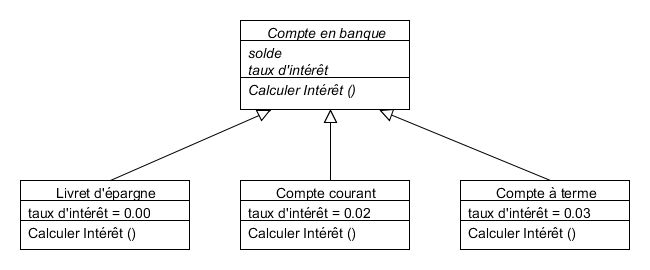 Compte en banque
solde
taux d'intérêt
Calculer Intérêt ()
Livret d'épargne
taux d'intérêt = 0.00
Calculer Intérêt ()
Compte courant
taux d'intérêt = 0.02
Calculer Intérêt ()
Compte à terme
taux d'intérêt = 0.03
Calculer Intérêt ()